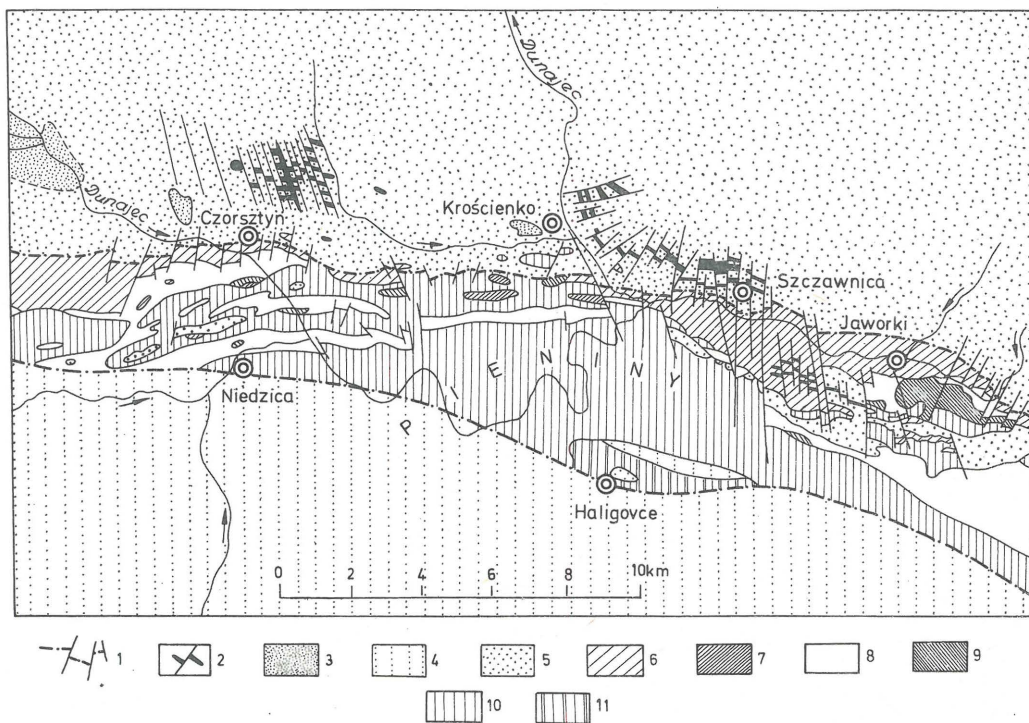 Dunajec
Dunajec
Czorsztyn
Krościenko
Szczawnica
Jaworki
Niedzica
P I E N I N Y
Haligovce
0 2 4 6 8 10km
1 2 3 4 5 6 7 8 9
10 11